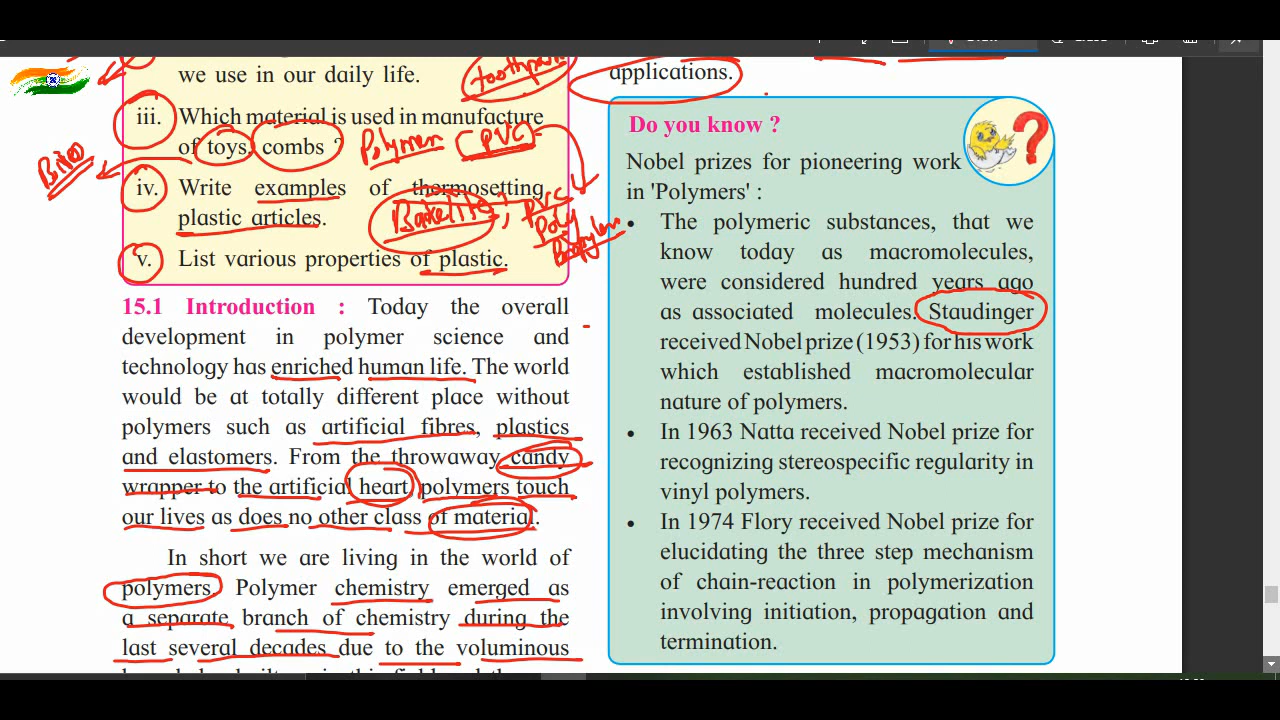 we use in our daily life.
toothpaste
iii. Which material is used in manufacture
of toys, combs ? Polymer (PVC)
iv. Write examples of thermosetting
plastic articles. Bakelite, PVC
Poly
v. List various properties of plastic.
15.1 Introduction : Today the overall
development in polymer science and
technology has enriched human life. The world
would be at totally different place without
polymers such as artificial fibres, plastics
and elastomers. From the throwaway candy
wrapper to the artificial heart, polymers touch
our lives as does no other class of material.
In short we are living in the world of
polymers. Polymer chemistry emerged as
a separate branch of chemistry during the
last several decades due to the voluminous
applications.
Do you know ?
Nobel prizes for pioneering work
in 'Polymers' :
• The polymeric substances, that we
know today as macromolecules,
were considered hundred years ago
as associated molecules. Staudinger
received Nobel prize (1953) for his work
which established macromolecular
nature of polymers.
• In 1963 Natta received Nobel prize for
recognizing stereospecific regularity in
vinyl polymers.
• In 1974 Flory received Nobel prize for
elucidating the three step mechanism
of chain-reaction in polymerization
involving initiation, propagation and
termination.